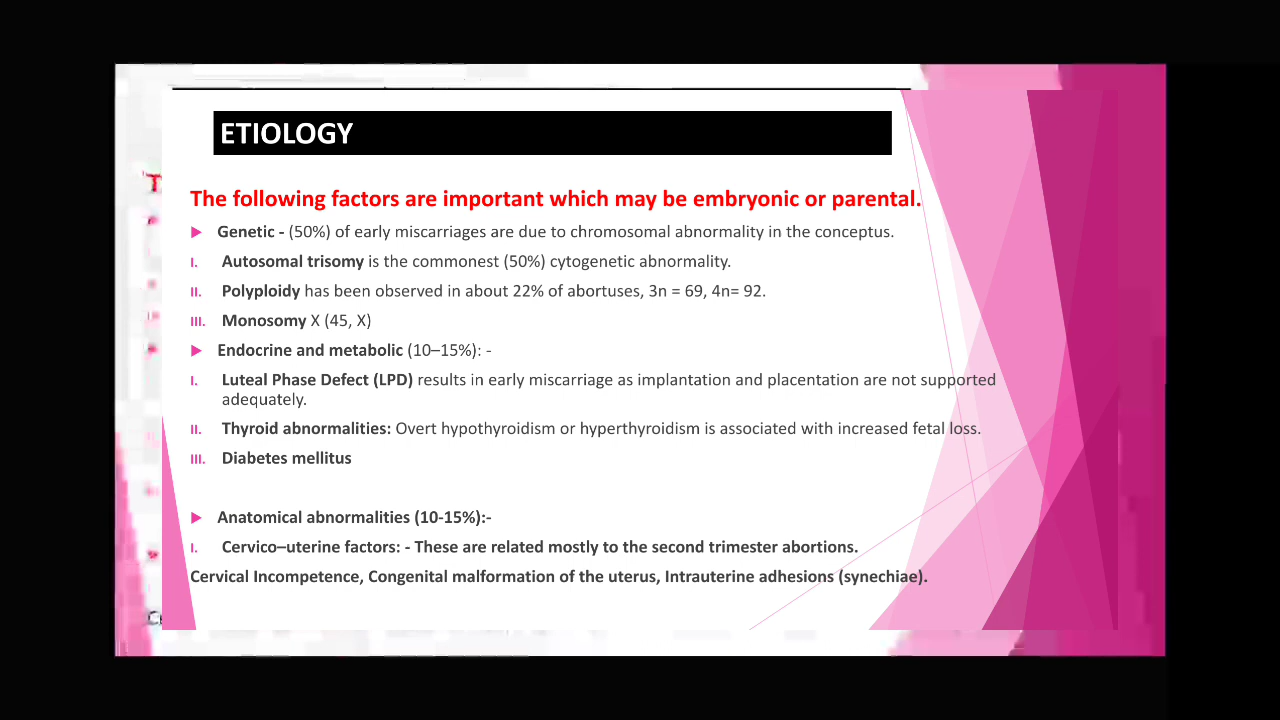 ETIOLOGY
The following factors are important which may be embryonic or parental.
Genetic - (50%) of early miscarriages are due to chromosomal abnormality in the conceptus.
I. Autosomal trisomy is the commonest (50%) cytogenetic abnormality.
II. Polyploidy has been observed in about 22% of abortuses, 3n = 69, 4n= 92.
III. Monosomy X (45, X)
Endocrine and metabolic (10–15%): -
I. Luteal Phase Defect (LPD) results in early miscarriage as implantation and placentation are not supported
adequately.
II. Thyroid abnormalities: Overt hypothyroidism or hyperthyroidism is associated with increased fetal loss.
III. Diabetes mellitus
Anatomical abnormalities (10-15%):-
I. Cervico–uterine factors: - These are related mostly to the second trimester abortions.
Cervical Incompetence, Congenital malformation of the uterus, Intrauterine adhesions (synechiae).